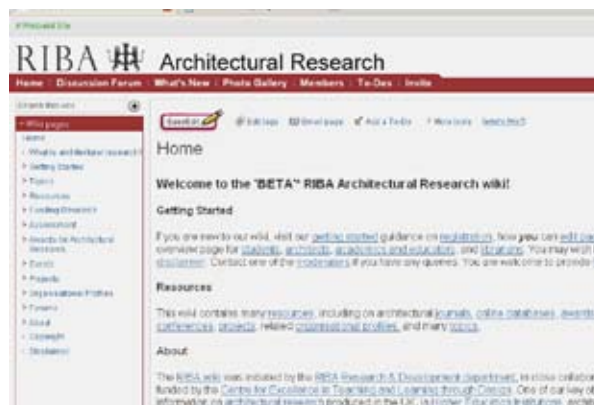 RIBA Architectural Research
Home Discussion Forum What's New Photo Gallery Members To-Dos Invite
Wiki pages
Home
What is architectural research?
Getting Started
Topics
Resources
Funding Research
Assessment
Awards for Architectural
Research
Events
Projects
Organisational Profiles
Forums
About
Copyright
Disclaimer
EasyEdit Edit tags Email page Add a To-Do More tools
Home
Welcome to the 'BETA'* RIBA Architectural Research wiki!
Getting Started
If you are new to our wiki, visit our getting started guidance on registration, how you can edit
overview page for students, architects, academics and educators, and librarians. You may wish
disclaimer. Contact one of the moderators if you have any queries. You are welcome to provide
Resources
This wiki contains many resources, including on architectural journals, online databases, awards
conferences, projects, related organisational profiles, and many topics.
About
The RIBA wiki was initiated by the RIBA Research & Development department, in close
funded by the Centre for Excellence in Teaching and Learning through Design. One of our key
information on architectural research produced in the UK, in Higher Education Institutions,